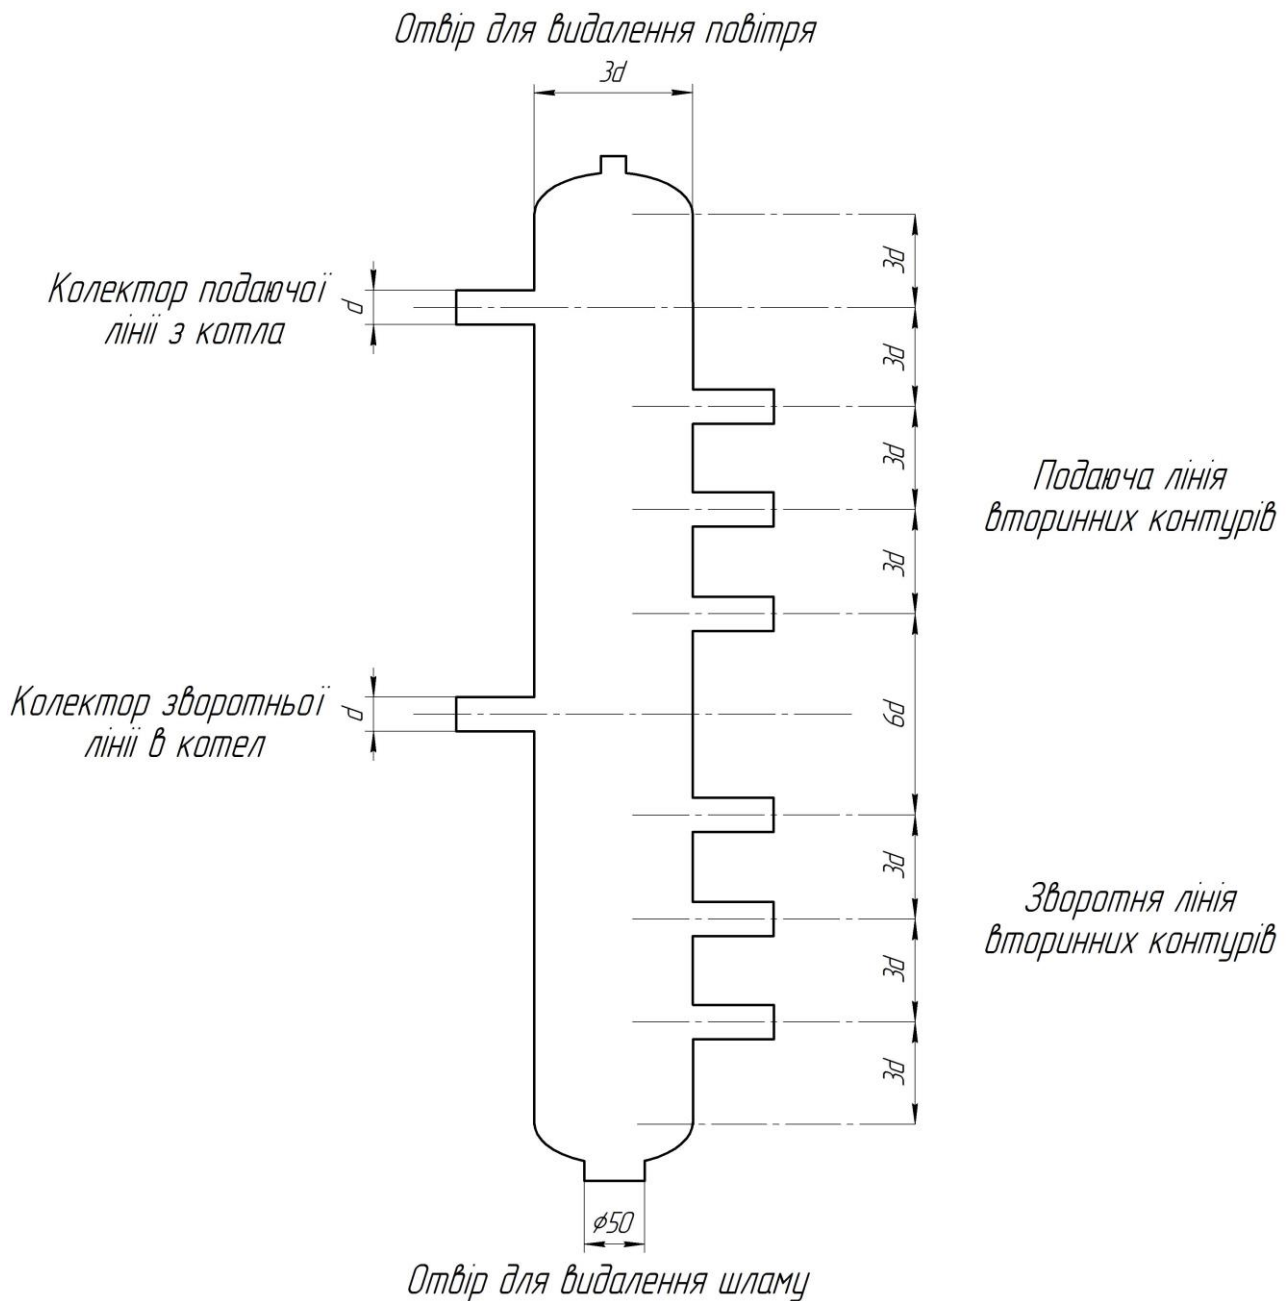 Отвір для видалення повітря
3d
3d
Колектор подаючої
лінії з котла
d
3d
3d
Подаюча лінія
вторинних контурів
3d
Колектор зворотньої
лінії в котел
d
6d
3d
Зворотня лінія
вторинних контурів
3d
3d
ϕ50
Отвір для видалення шламу